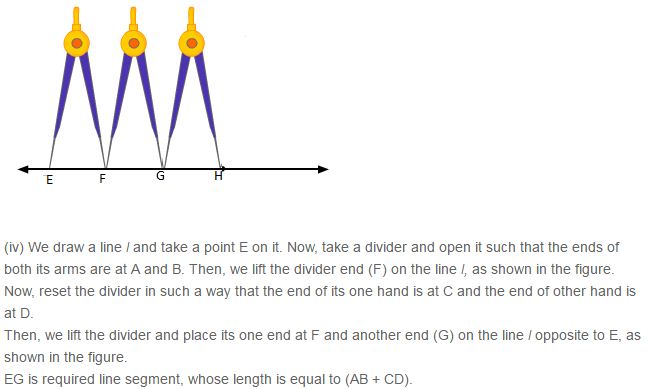 E F G H
(iv) We draw a line l and take a point E on it. Now, take a divider and open it such that the ends of
both its arms are at A and B. Then, we lift the divider end (F) on the line l, as shown in the figure.
Now, reset the divider in such a way that the end of its one hand is at C and the end of other hand is
at D.
Then, we lift the divider and place its one end at F and another end (G) on the line l opposite to E, as
shown in the figure.
EG is required line segment, whose length is equal to (AB + CD).